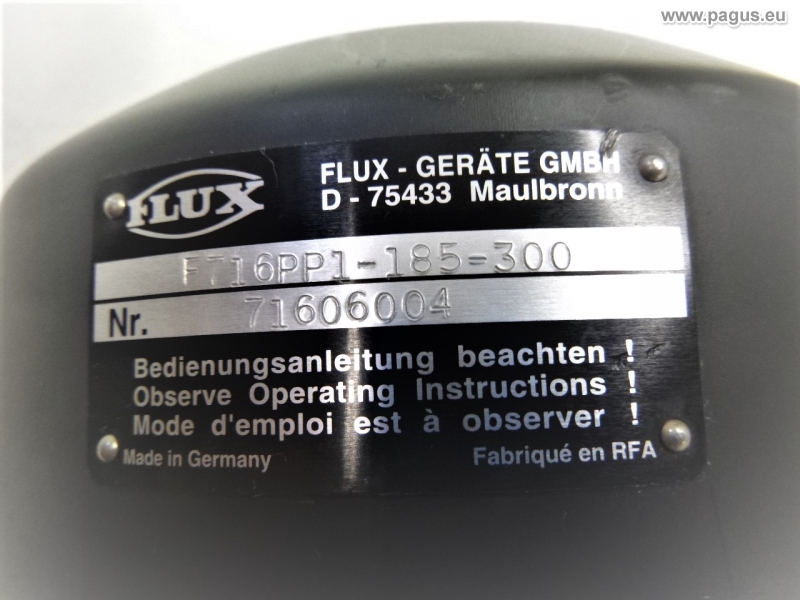 www.pagus.eu
FLUX
FLUX - GERÄTE GMBH
D - 75433 Maulbronn
F716PP1-185-300
Nr. 71606004
Bedienungsanleitung beachten !
Observe Operating Instructions !
Mode d'emploi est à observer !
Made in Germany
Fabriqué en RFA